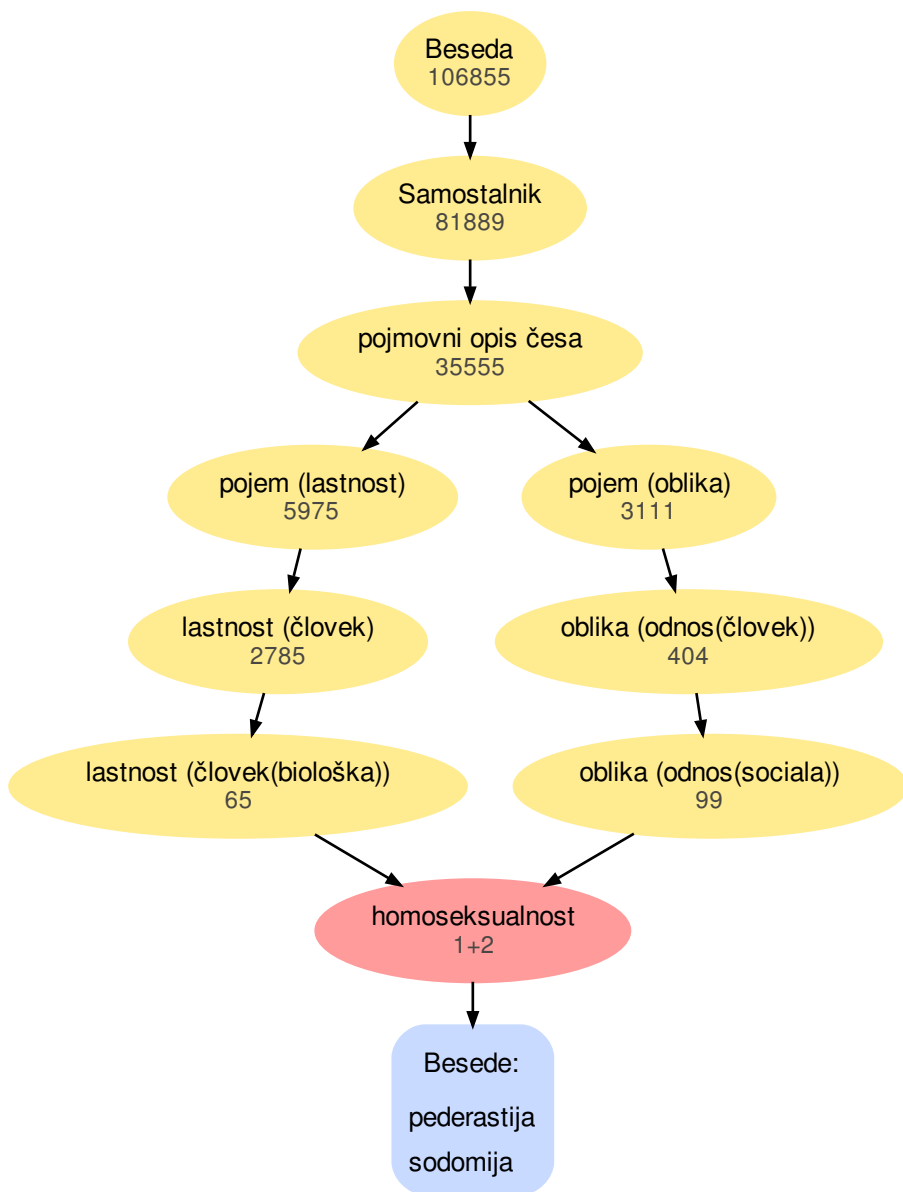 Beseda
106855
Samostalnik
81889
pojmovni opis česa
35555
pojem (lastnost)
5975
pojem (oblika)
3111
lastnost (človek)
2785
oblika (odnos(človek))
404
lastnost (človek(biološka))
65
oblika (odnos(sociala))
99
homoseksualnost
1+2
Besede:
pederastija
sodomija